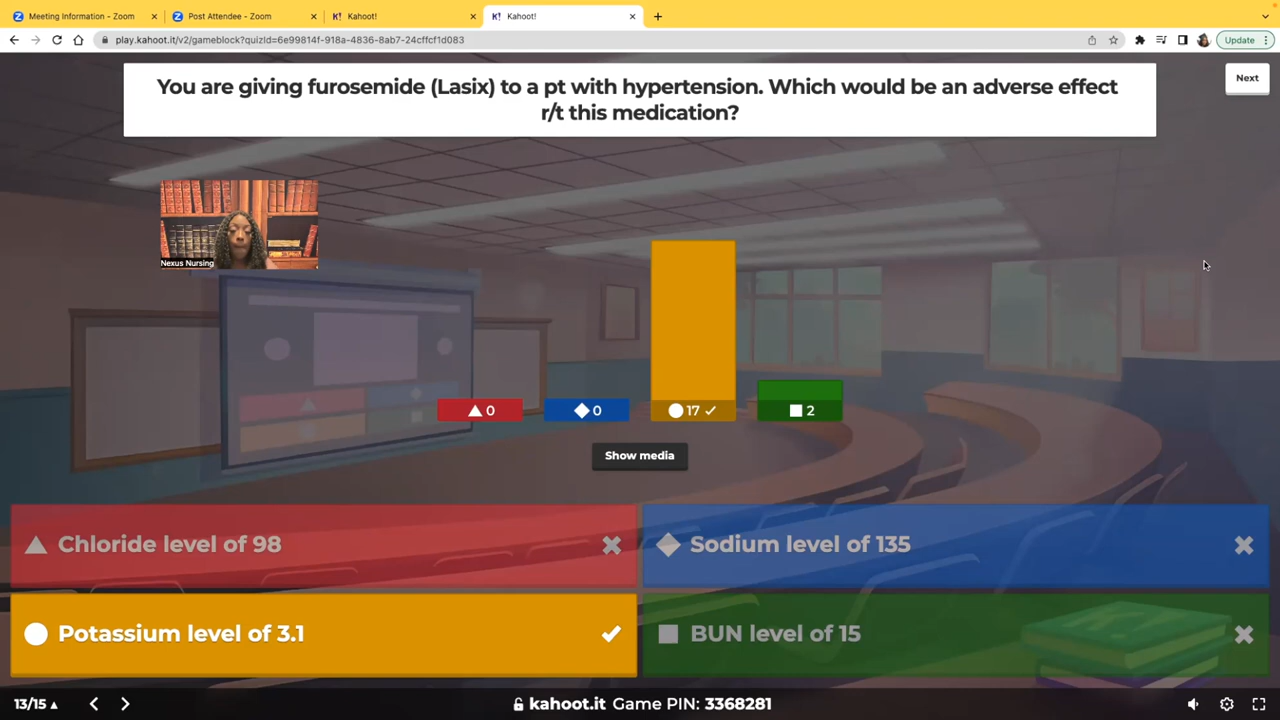 Meeting Information - Zoom
Post Attendee - Zoom
K! Kahoot!
K! Kahoot!
play.kahoot.it/v2/gameblock?quizId=6e99814f-918a-4836-8ab7-24cffcf1d083
Update
You are giving furosemide (Lasix) to a pt with hypertension. Which would be an adverse effect
r/t this medication?
Next
Nexus Nursing
0
0
17
2
Show media
Chloride level of 98
Sodium level of 135
Potassium level of 3.1
BUN level of 15
13/15
kahoot.it Game PIN: 3368281